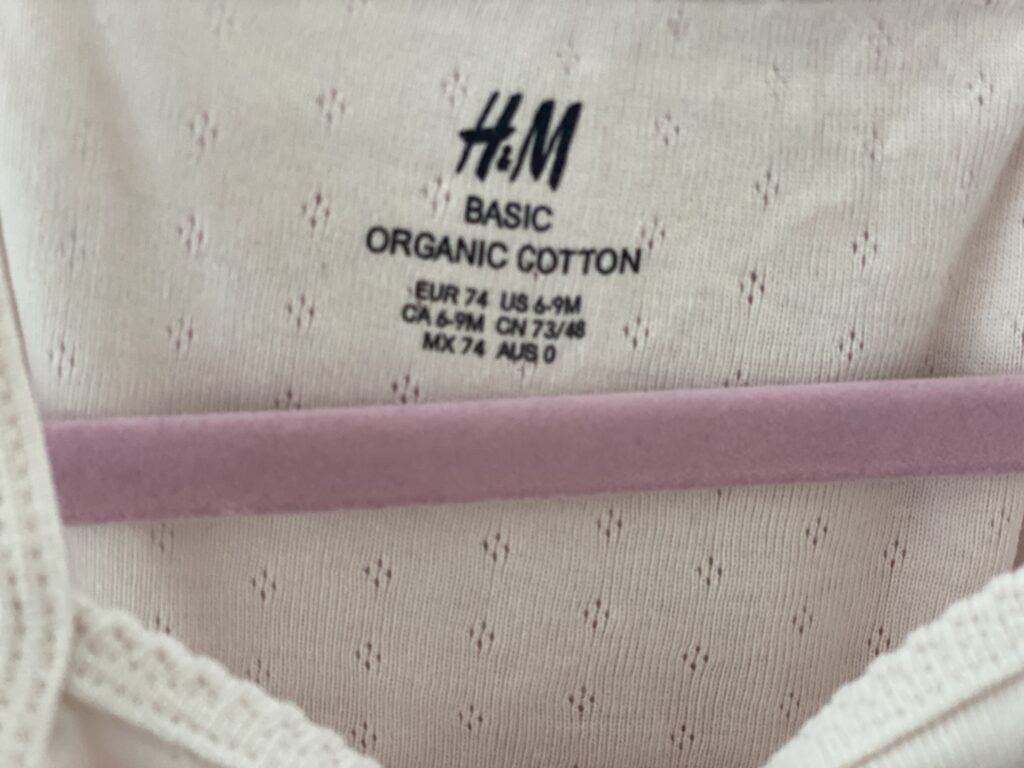 H&M
BASIC
ORGANIC COTTON
EUR 74 US 6-9M
CA 6-9M CN 73/48
MX 74 AUS 0